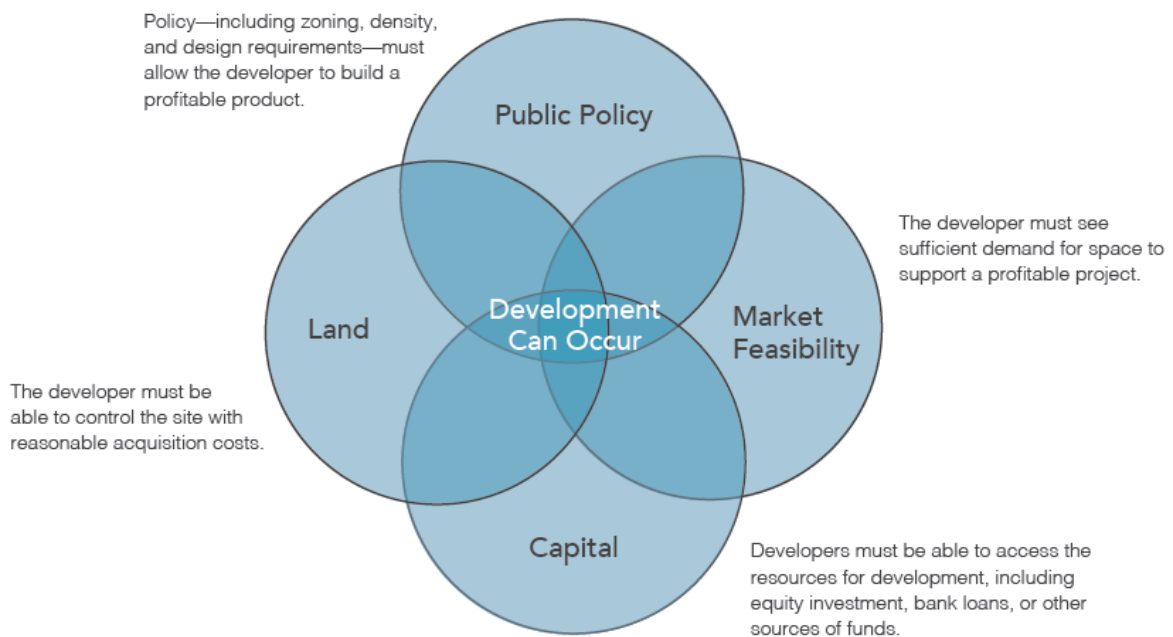 Policy—including zoning, density,
and design requirements—must
allow the developer to build a
profitable product.
Public Policy
The developer must see
sufficient demand for space to
support a profitable project.
Land
Development
Can Occur
Market
Feasibility
The developer must be
able to control the site with
reasonable acquisition costs.
Capital
Developers must be able to access the
resources for development, including
equity investment, bank loans, or other
sources of funds.